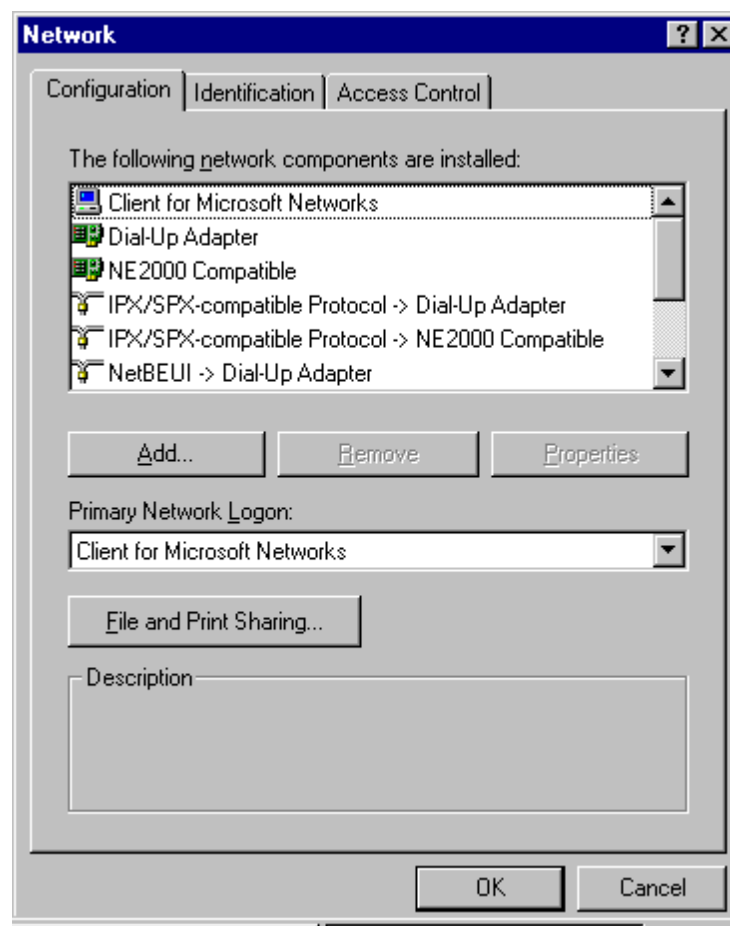 Network
Configuration Identification Access Control
The following network components are installed:
Client for Microsoft Networks
Dial-Up Adapter
NE2000 Compatible
IPX/SPX-compatible Protocol -> Dial-Up Adapter
IPX/SPX-compatible Protocol -> NE2000 Compatible
NetBEUI -> Dial-Up Adapter
Add... Remove Properties
Primary Network Logon:
Client for Microsoft Networks
File and Print Sharing...
Description
OK Cancel